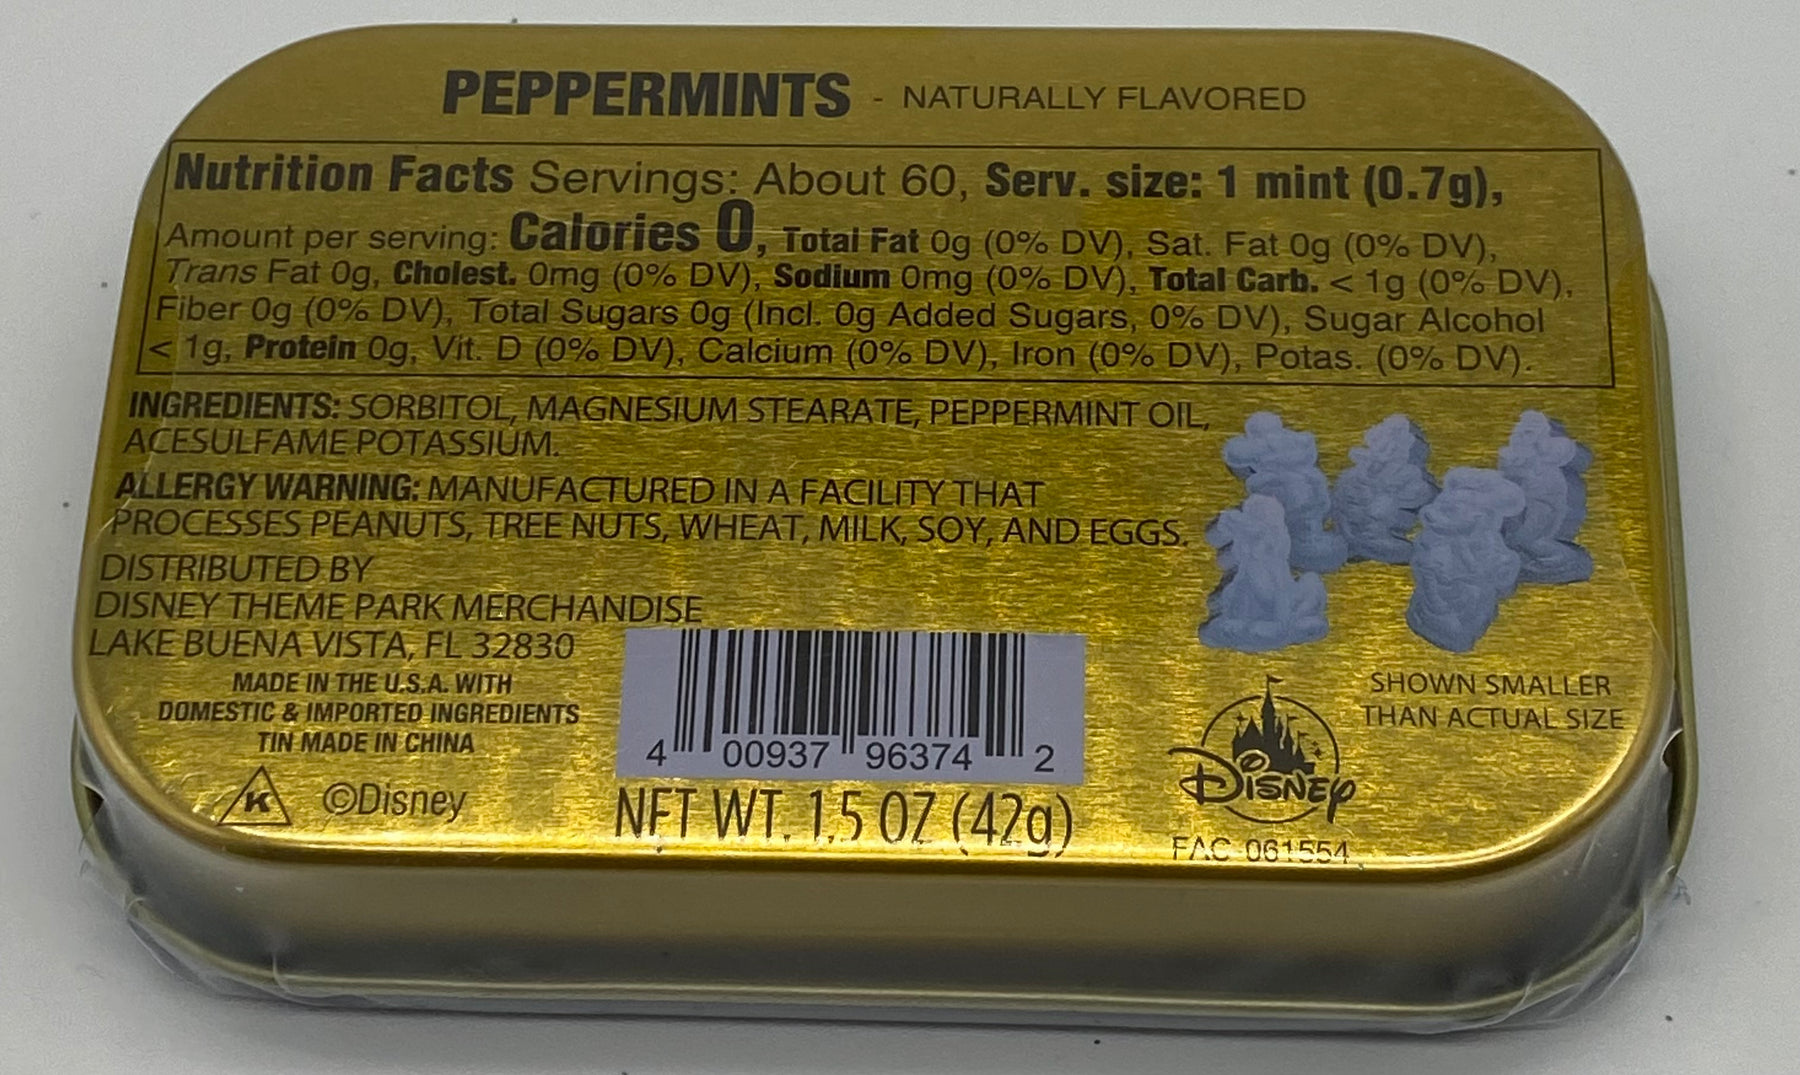 PEPPERMINTS - NATURALLY FLAVORED
Nutrition Facts Servings: About 60, Serv. size: 1 mint (0.7g),
Amount per serving: Calories 0, Total Fat 0g (0% DV), Sat. Fat 0g (0% DV),
Trans Fat 0g, Cholest. 0mg (0% DV), Sodium 0mg (0% DV), Total Carb. < 1g (0% DV),
Fiber 0g (0% DV), Total Sugars 0g (Incl. 0g Added Sugars, 0% DV), Sugar Alcohol
< 1g, Protein 0g, Vit. D (0% DV), Calcium (0% DV), Iron (0% DV), Potas. (0% DV).
INGREDIENTS: SORBITOL, MAGNESIUM STEARATE, PEPPERMINT OIL,
ACESULFAME POTASSIUM.
ALLERGY WARNING: MANUFACTURED IN A FACILITY THAT
PROCESSES PEANUTS, TREE NUTS, WHEAT, MILK, SOY, AND EGGS.
DISTRIBUTED BY
DISNEY THEME PARK MERCHANDISE
LAKE BUENA VISTA, FL 32830
MADE IN THE U.S.A. WITH
DOMESTIC & IMPORTED INGREDIENTS
TIN MADE IN CHINA
K ©Disney
4 00937 96374 2
NET WT. 1.5 OZ (42g)
SHOWN SMALLER
THAN ACTUAL SIZE
Disney
FAC 061554